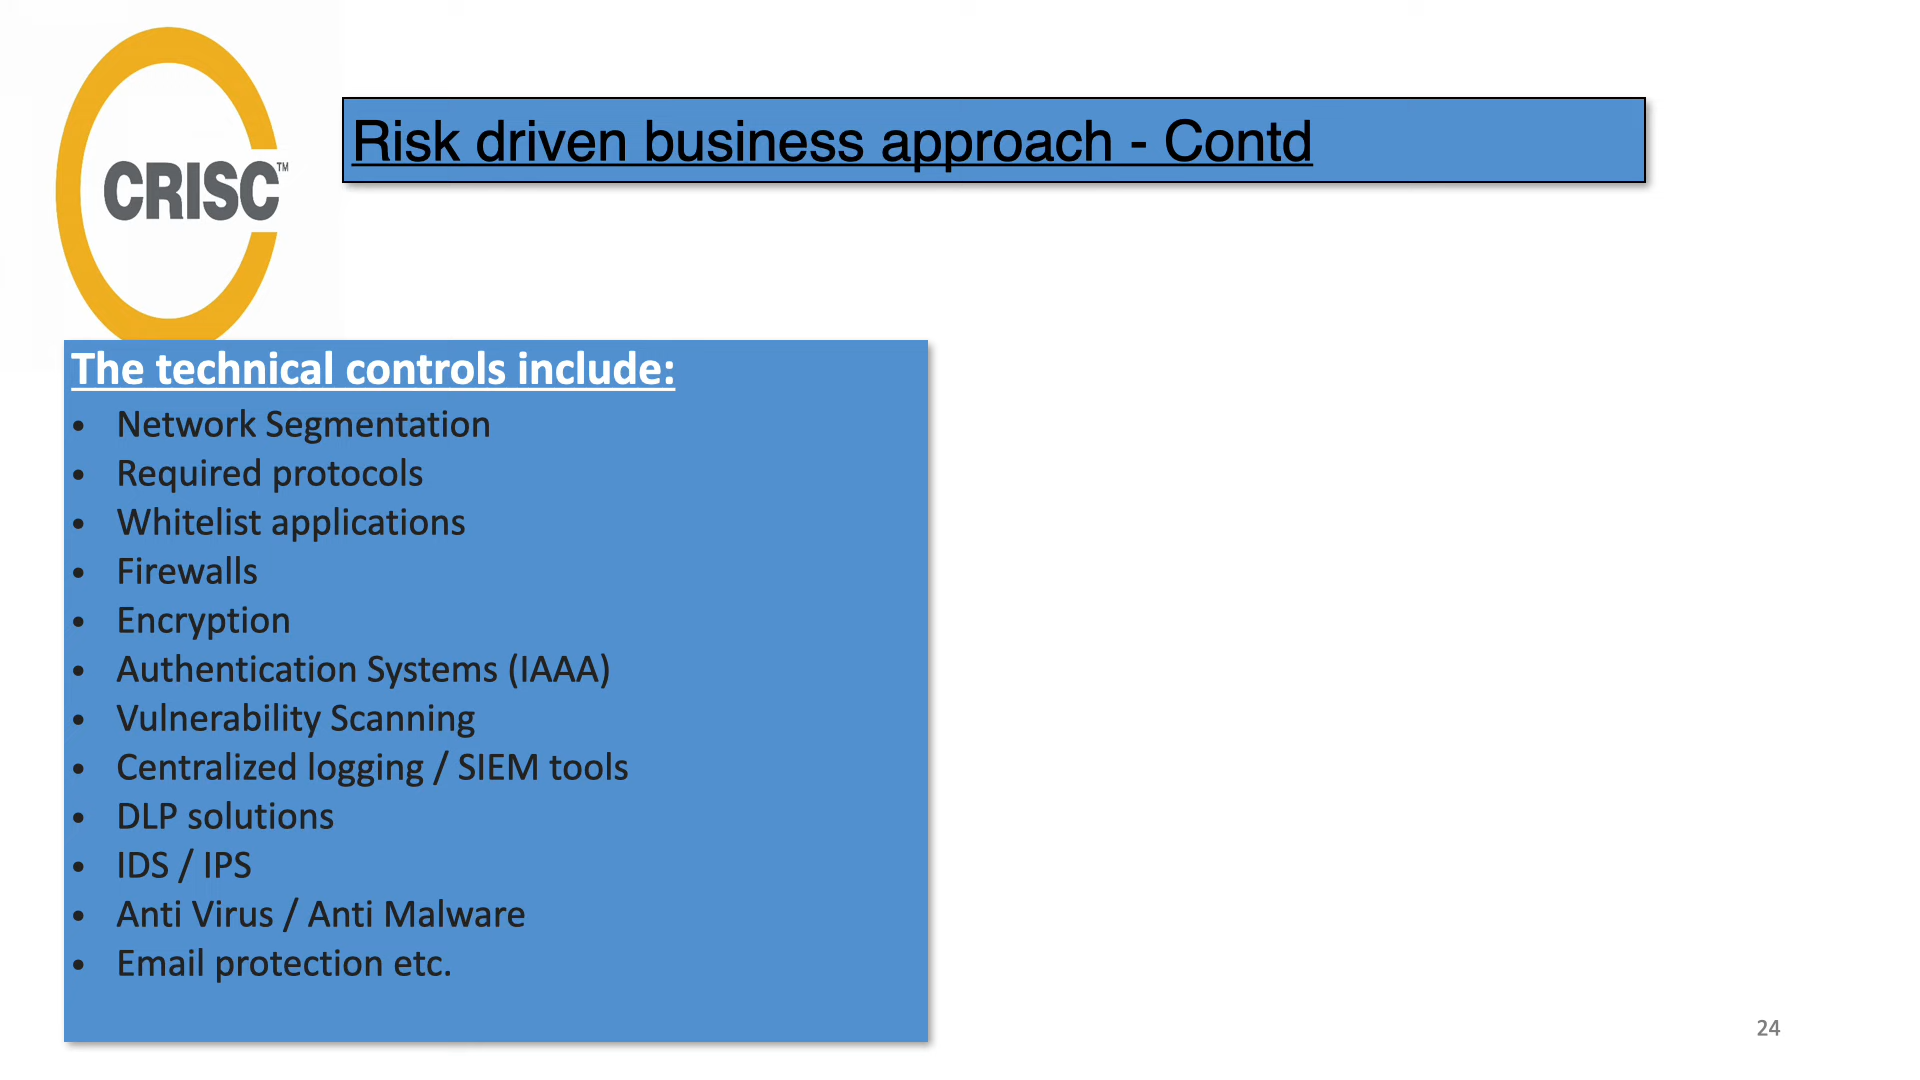 CRISC™
Risk driven business approach - Contd
The technical controls include:
• Network Segmentation
• Required protocols
• Whitelist applications
• Firewalls
• Encryption
• Authentication Systems (IAAA)
• Vulnerability Scanning
• Centralized logging / SIEM tools
• DLP solutions
• IDS / IPS
• Anti Virus / Anti Malware
• Email protection etc.
24